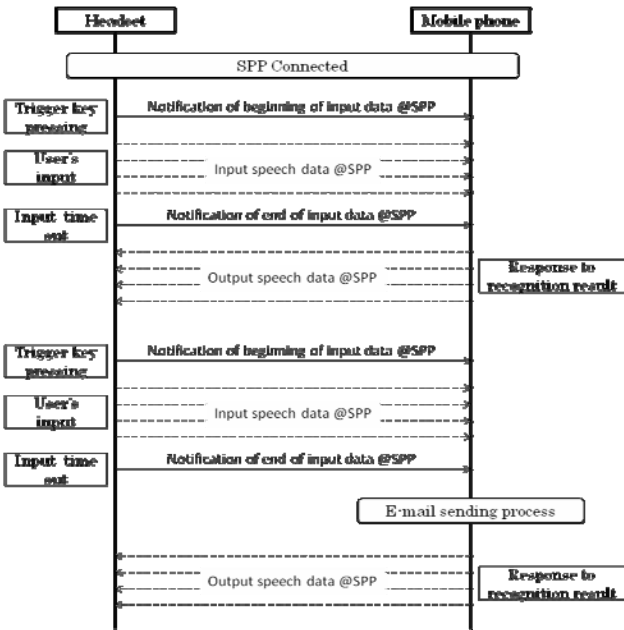 Headset Mobile phone
SPP Connected
Trigger key
pressing
Notification of beginning of input data @SPP
User's
input
Input speech data @SPP
Input time
out
Notification of end of input data @SPP
Output speech data @SPP
Response to
recognition result
Trigger key
pressing
Notification of beginning of input data @SPP
User's
input
Input speech data @SPP
Input time
out
Notification of end of input data @SPP
E-mail sending process
Output speech data @SPP
Response to
recognition result